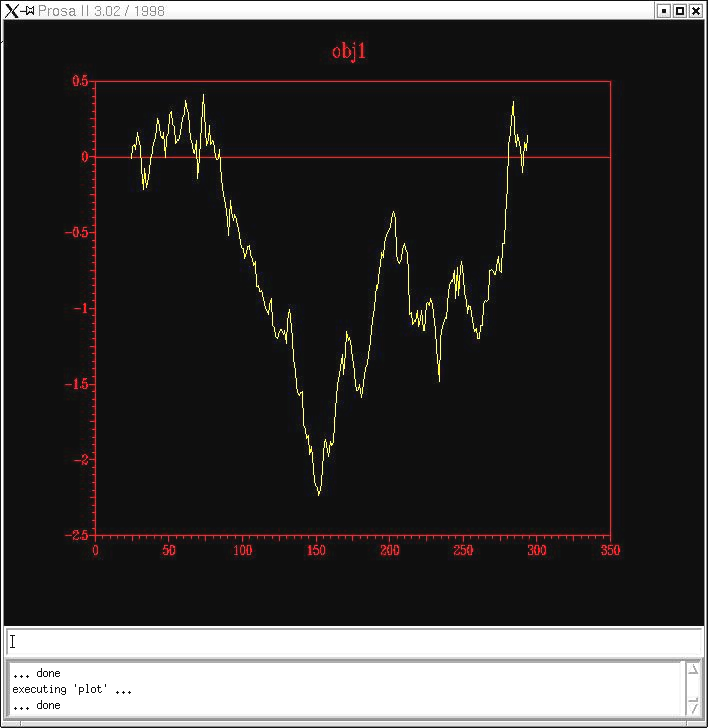 Prosa II 3.02 / 1998
obj1
0.5
0
-0.5
-1
-1.5
-2
-2.5
0 50 100 150 200 250 300 350
... done
executing 'plot' ...
... done